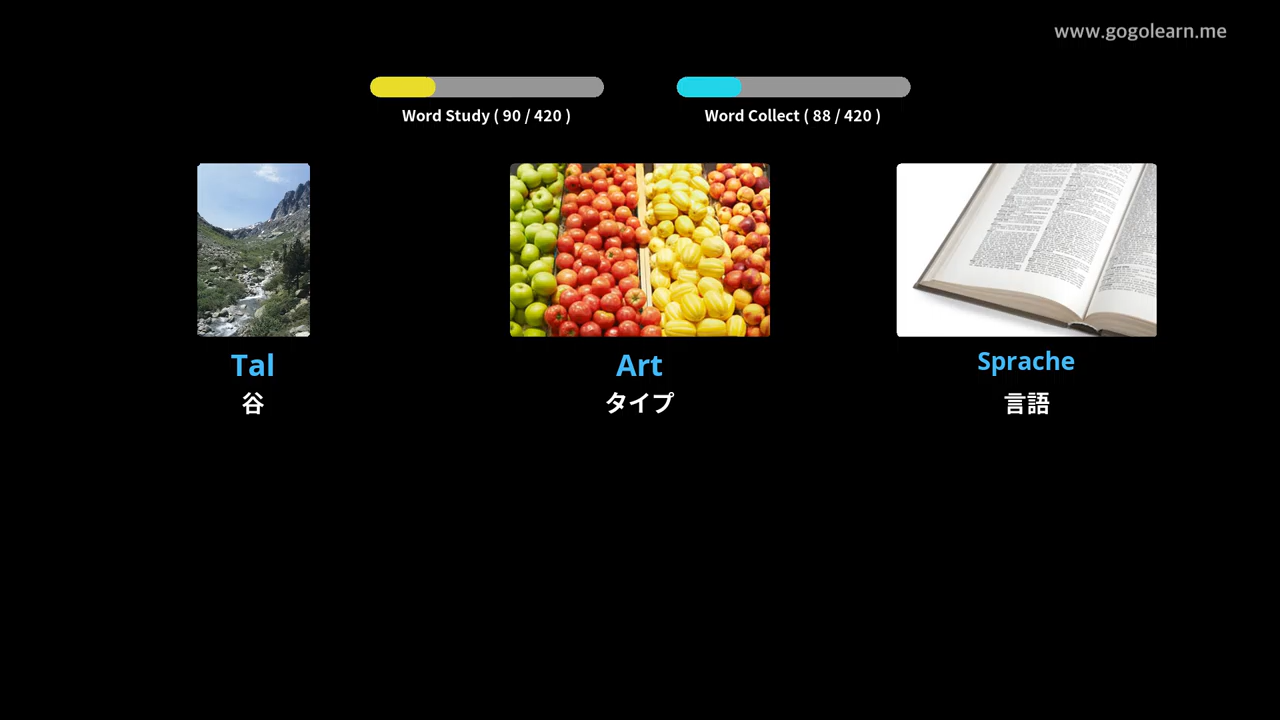 www.gogolearn.me
Word Study ( 90 / 420 )
Word Collect ( 88 / 420 )
Tal
谷
Art
タイプ
Sprache
言語